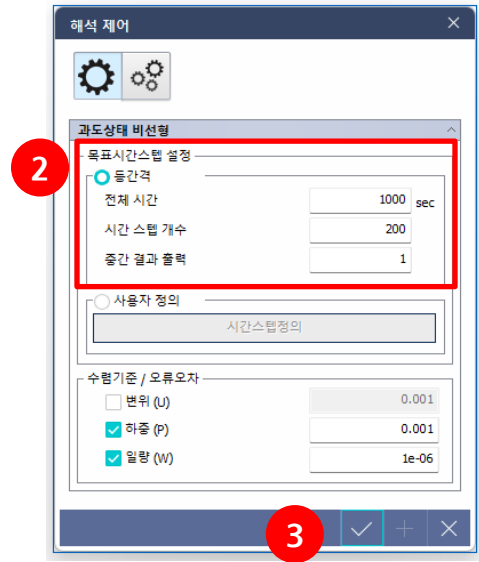 해석 제어
과도상태 비선형
2
목표시간스텝 설정
등간격
전체 시간 1000 sec
시간 스텝 개수 200
중간 결과 출력 1
사용자 정의
시간스텝정의
수렴기준 / 오류오차
변위 (U) 0.001
하중 (P) 0.001
일량 (W) 1e-06
3